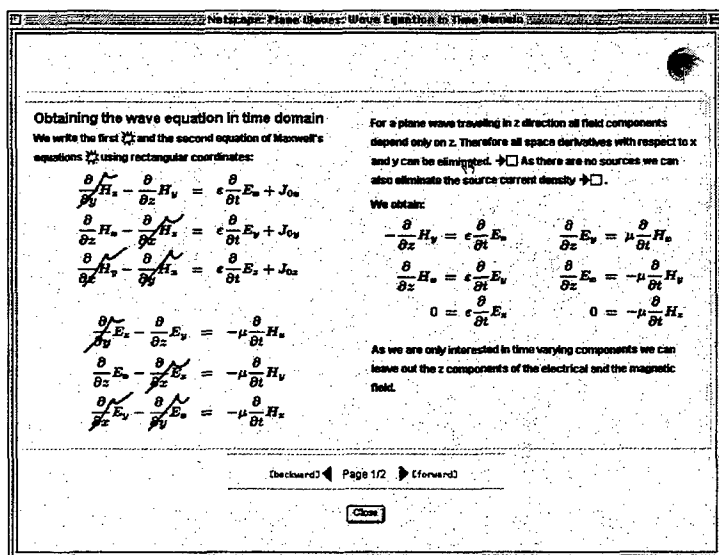 Netscape: Plane Waves: Wave Equation in Time Domain
Obtaining the wave equation in time domain
We write the first and the second equation of Maxwell's
equations using rectangular coordinates:
∂/∂y H_z − ∂/∂z H_y = ε ∂/∂t E_x + J_0x
∂/∂z H_x − ∂/∂x H_z = ε ∂/∂t E_y + J_0y
∂/∂x H_y − ∂/∂y H_x = ε ∂/∂t E_z + J_0z
∂/∂y E_z − ∂/∂z E_y = −μ ∂/∂t H_x
∂/∂z E_x − ∂/∂x E_z = −μ ∂/∂t H_y
∂/∂x E_y − ∂/∂y E_x = −μ ∂/∂t H_z
For a plane wave traveling in z direction all field components
depend only on z. Therefore all space derivatives with respect to x
and y can be eliminated. As there are no sources we can
also eliminate the source current density .
We obtain:
−∂/∂z H_y = ε ∂/∂t E_x    ∂/∂z E_y = μ ∂/∂t H_x
∂/∂z H_x = ε ∂/∂t E_y    ∂/∂z E_x = −μ ∂/∂t H_y
0 = ε ∂/∂t E_z    0 = −μ ∂/∂t H_z
As we are only interested in time varying components we can
leave out the z components of the electrical and the magnetic
field.
[backward] Page 1/2 [forward]
Close